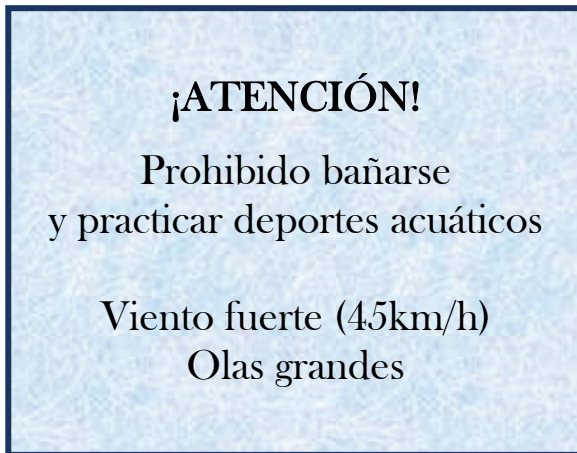 ¡ATENCIÓN!
Prohibido bañarse
y practicar deportes acuáticos
Viento fuerte (45km/h)
Olas grandes